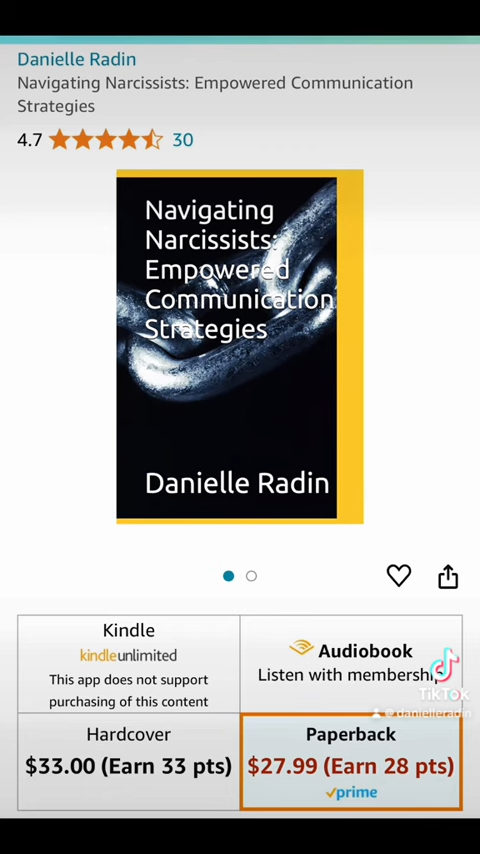 Danielle Radin
Navigating Narcissists: Empowered Communication
Strategies
4.7
30
Navigating
Narcissists:
Empowered
Communication
Strategies
Danielle Radin
Kindle
kindleunlimited
This app does not support
purchasing of this content
Audiobook
Listen with membership
TikTok
@danielleradin
Hardcover
$33.00 (Earn 33 pts)
Paperback
$27.99 (Earn 28 pts)
prime